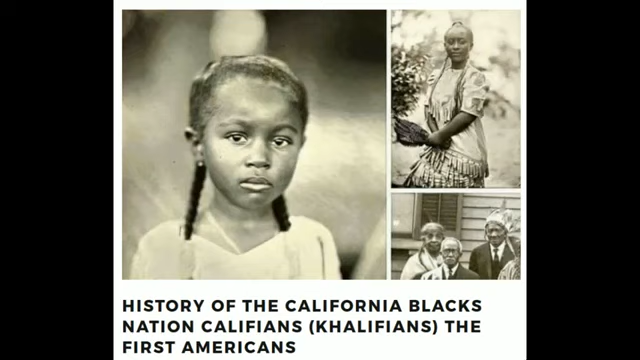 HISTORY OF THE CALIFORNIA BLACKS
NATION CALIFIANS (KHALIFIANS) THE
FIRST AMERICANS